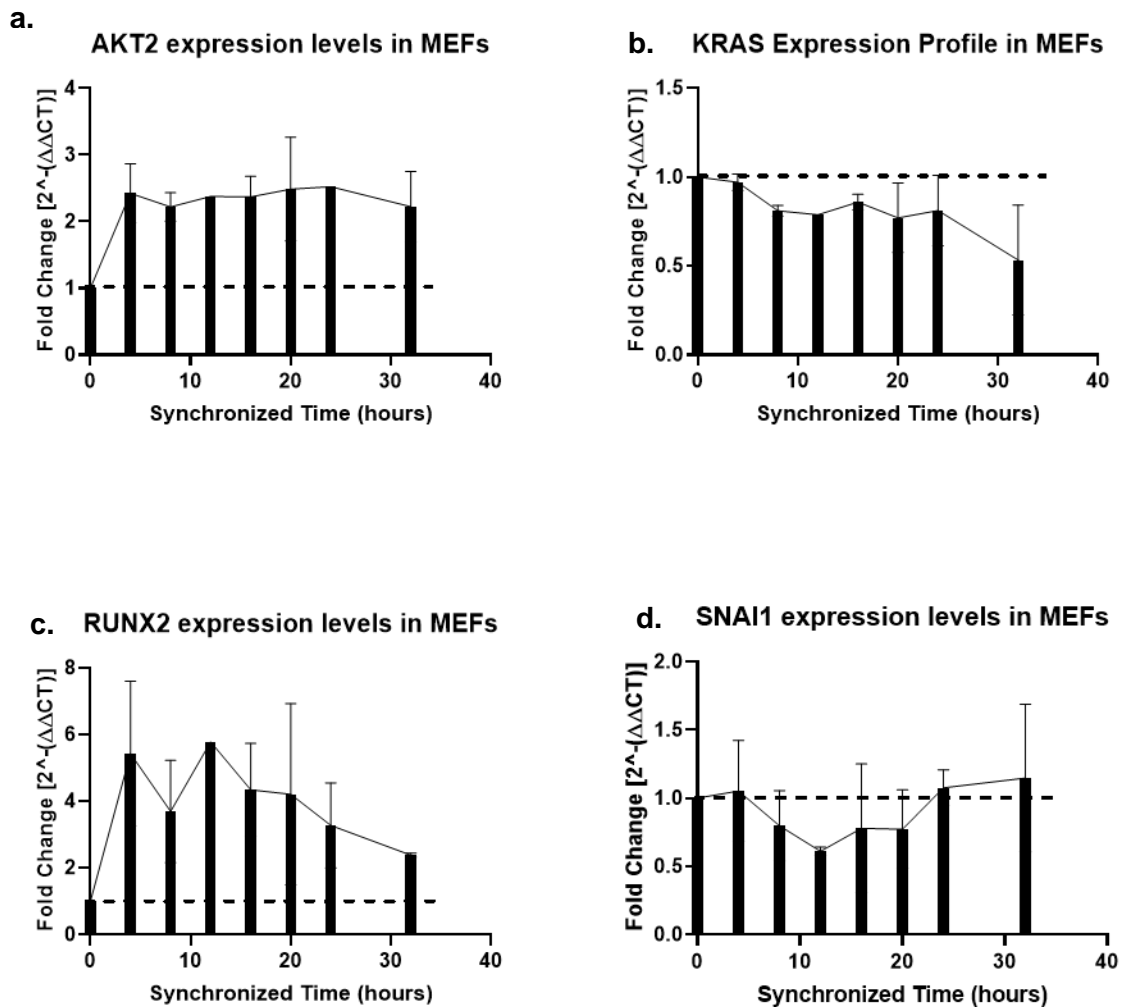 a.
AKT2 expression levels in MEFs
Fold Change [2^-(ΔΔCT)]
4
3
2
1
0
0 10 20 30 40
Synchronized Time (hours)
b.
KRAS Expression Profile in MEFs
Fold Change [2^-(ΔΔCT)]
1.5
1.0
0.5
0.0
0 10 20 30 40
Synchronized Time (hours)
c.
RUNX2 expression levels in MEFs
Fold Change [2^-(ΔΔCT)]
8
6
4
2
0
0 10 20 30 40
Synchronized Time (hours)
d.
SNAI1 expression levels in MEFs
Fold Change [2^-(ΔΔCT)]
2.0
1.5
1.0
0.5
0.0
0 10 20 30 40
Synchronized Time (hours)